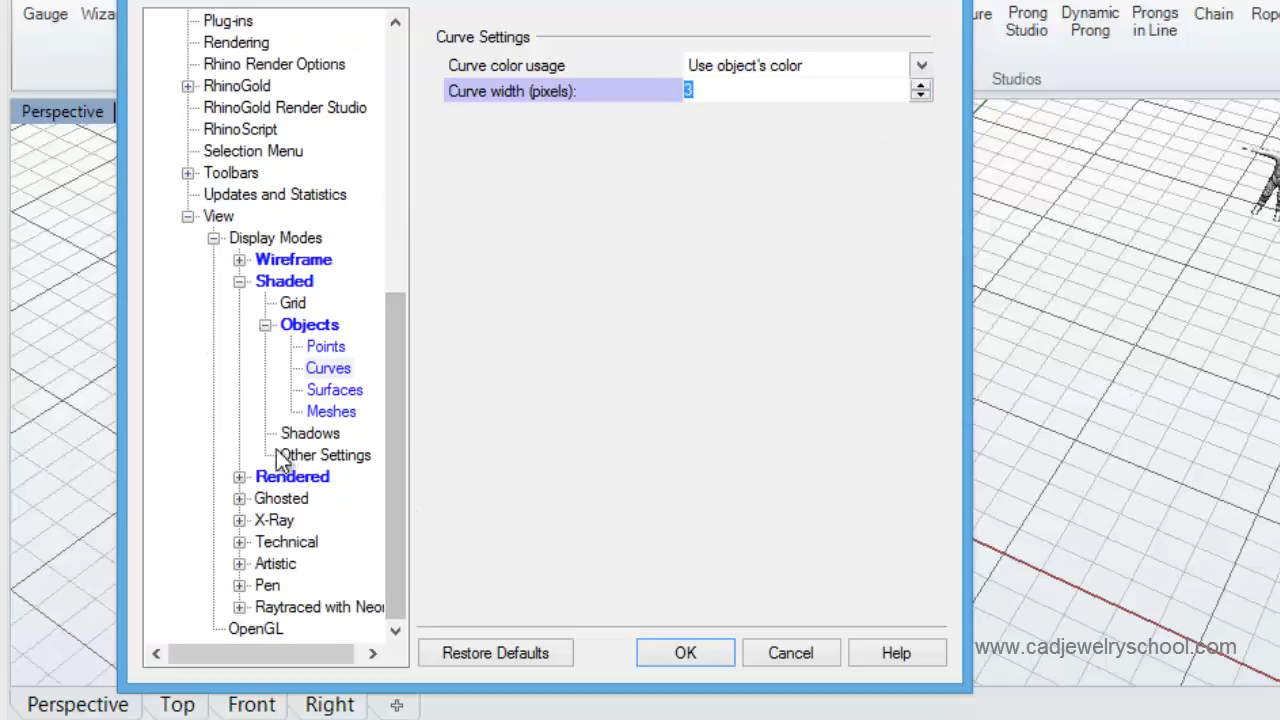 Gauge
Wiza
Prong Studio
Dynamic Prong
Prongs in Line
Chain
Studios
Perspective
Plug-ins
Rendering
Rhino Render Options
RhinoGold
RhinoGold Render Studio
RhinoScript
Selection Menu
Toolbars
Updates and Statistics
View
Display Modes
Wireframe
Shaded
Grid
Objects
Points
Curves
Surfaces
Meshes
Shadows
Other Settings
Rendered
Ghosted
X-Ray
Technical
Artistic
Pen
Raytraced with Neo
OpenGL
Curve Settings
Curve color usage
Use object's color
Curve width (pixels):
3
Restore Defaults
OK
Cancel
Help
www.cadjewelryschool.com
Perspective
Top
Front
Right